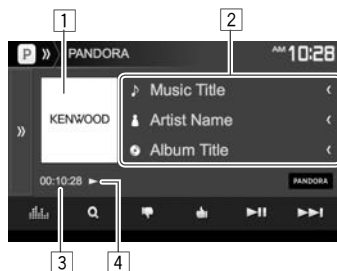 1
2
P
PANDORA
AM 10:28
KENWOOD
Music Title
Artist Name
Album Title
00:10:28
PANDORA
3
4